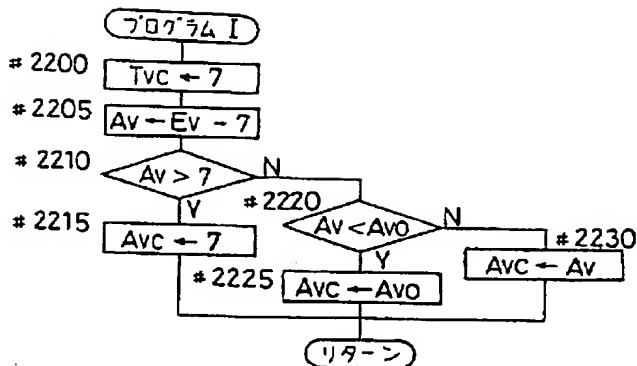 プログラム I
#2200
Tvc ← 7
#2205
Av ← Ev - 7
#2210
Av > 7
N
Y
#2215
Avc ← 7
#2220
Av < Avo
N
Y
#2225
Avc ← Avo
#2230
Avc ← Av
リターン